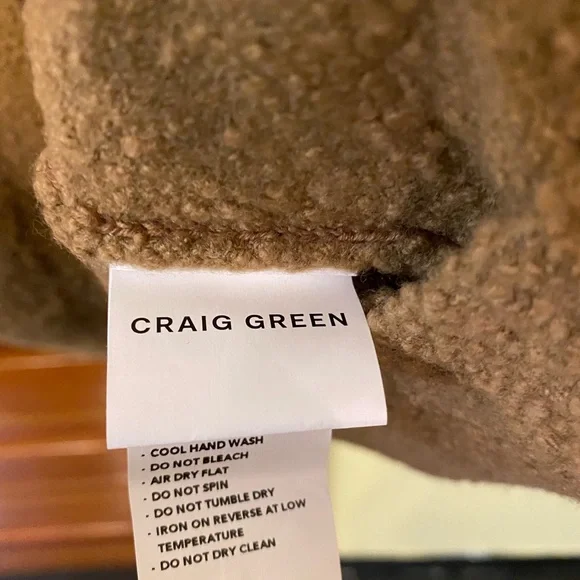 CRAIG GREEN
. COOL HAND WASH
. DO NOT BLEACH
. AIR DRY FLAT
. DO NOT SPIN
. DO NOT TUMBLE DRY
. IRON ON REVERSE AT LOW
TEMPERATURE
. DO NOT DRY CLEAN